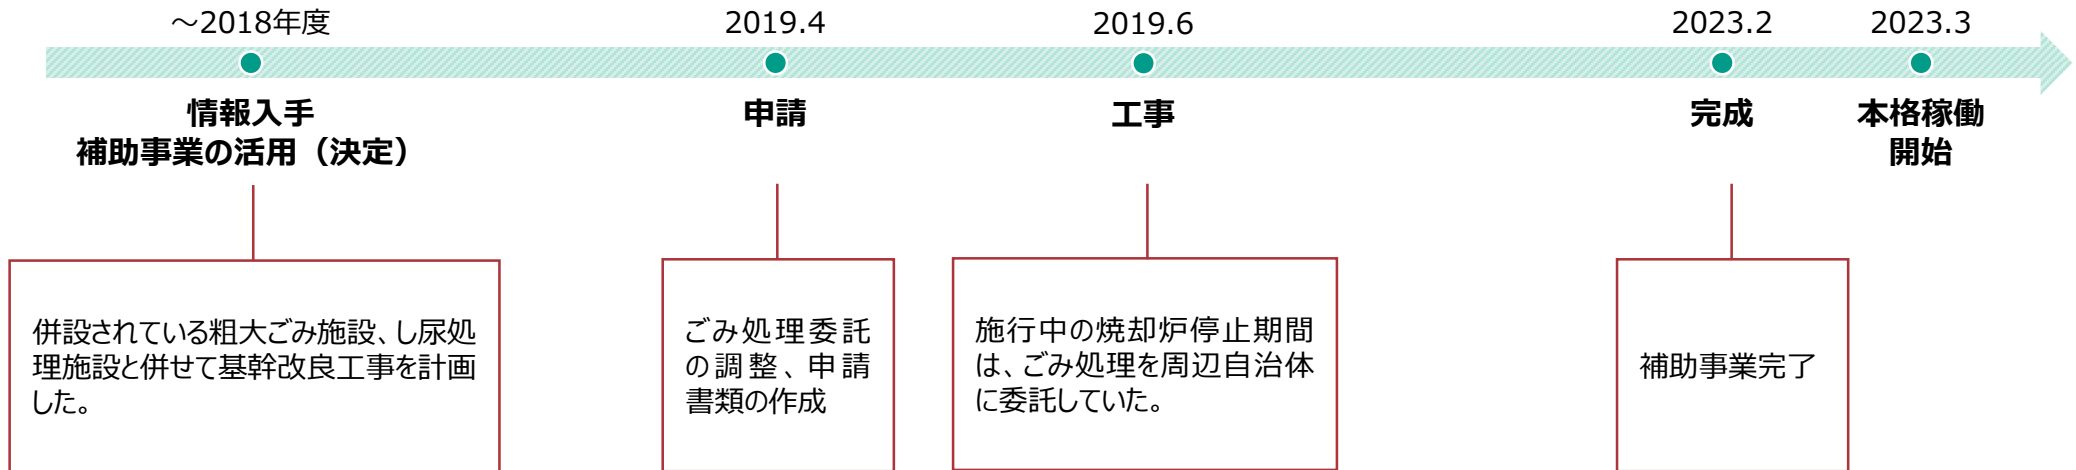 ～2018年度
2019.4
2019.6
2023.2
2023.3
情報入手
補助事業の活用（決定）
申請
工事
完成
本格稼働
開始
併設されている粗大ごみ施設、し尿処
理施設と併せて基幹改良工事を計画
した。
ごみ処理委託
の調整、申請
書類の作成
施行中の焼却炉停止期間
は、ごみ処理を周辺自治体
に委託していた。
補助事業完了